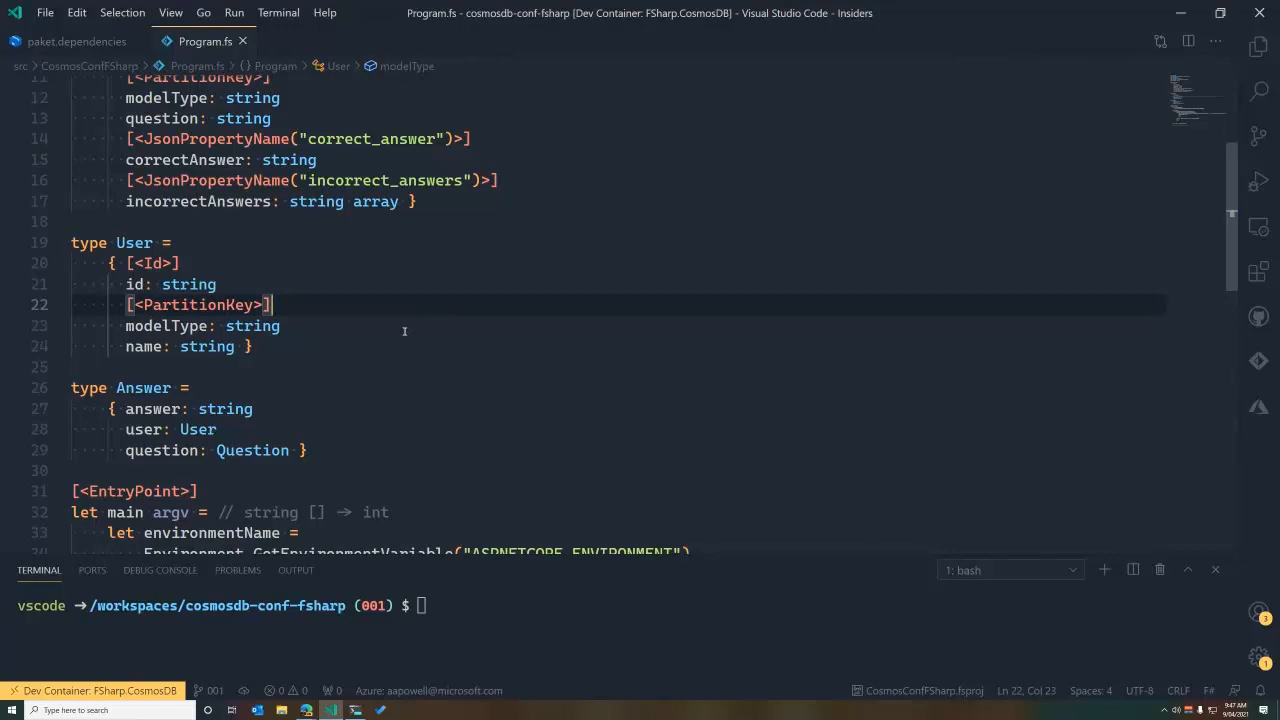 File Edit Selection View Go Run Terminal Help Program.fs - cosmosdb-conf-fsharp [Dev Container: FSharp.CosmosDB] - Visual Studio Code - Insiders
paket.dependencies Program.fs
src > CosmosConfFSharp > Program.fs > {} Program > User > modelType
11 [<PartitionKey>]
12 modelType: string
13 question: string
14 [<JsonPropertyName("correct_answer")>]
15 correctAnswer: string
16 [<JsonPropertyName("incorrect_answers")>]
17 incorrectAnswers: string array }
18
19 type User =
20 { [<Id>]
21 id: string
22 [<PartitionKey>]
23 modelType: string
24 name: string }
25
26 type Answer =
27 { answer: string
28 user: User
29 question: Question }
30
31 [<EntryPoint>]
32 let main argv = // string [] → int
33 let environmentName =
34 Environment.GetEnvironmentVariable("ASPNETCORE_ENVIRONMENT")
TERMINAL PORTS DEBUG CONSOLE PROBLEMS OUTPUT 1: bash
vscode →/workspaces/cosmosdb-conf-fsharp (001) $
3
1
Dev Container: FSharp.CosmosDB 001 0 0 0 Azure: aapowell@microsoft.com CosmosConfFSharp.fsproj Ln 22, Col 23 Spaces: 4 UTF-8 CRLF F#
Type here to search 9:47 AM
9/04/2021